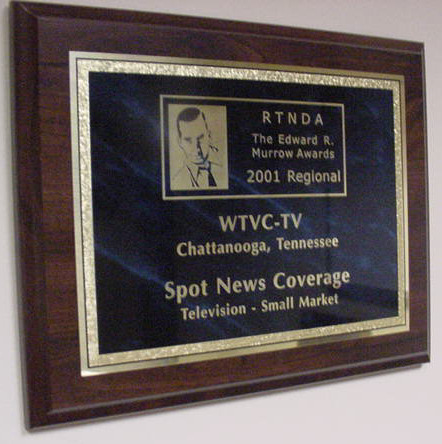 RTNDA
The Edward R.
Murrow Awards
2001 Regional
WTVC-TV
Chattanooga, Tennessee
Spot News Coverage
Television - Small Market